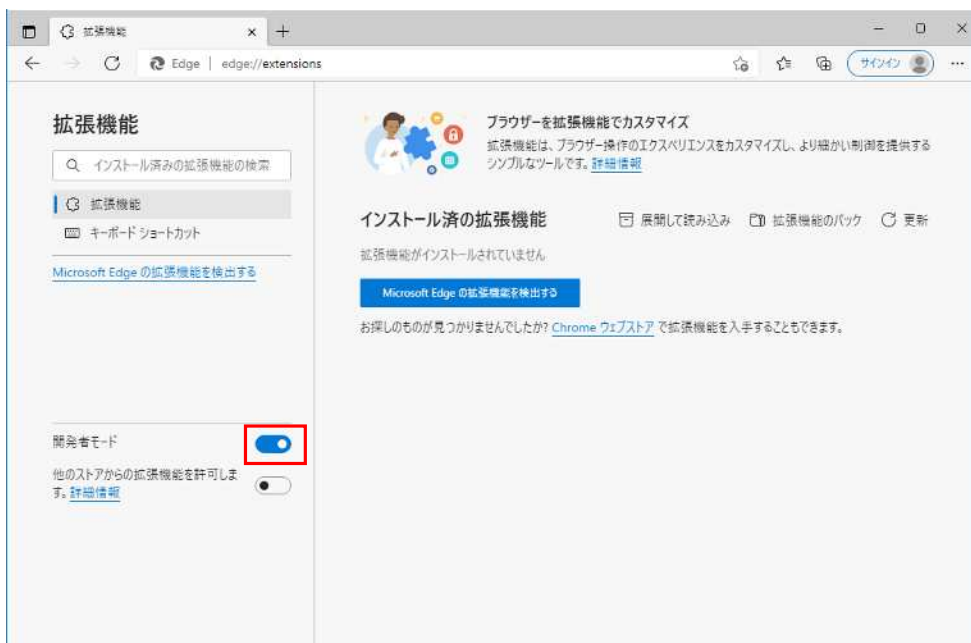 拡張機能
Edge | edge://extensions
サインイン
拡張機能
インストール済みの拡張機能の検索
拡張機能
キーボード ショートカット
Microsoft Edge の拡張機能を検出する
開発者モード
他のストアからの拡張機能を許可しま
す。詳細情報
ブラウザーを拡張機能でカスタマイズ
拡張機能は、ブラウザー操作のエクスペリエンスをカスタマイズし、より細かい制御を提供する
シンプルなツールです。詳細情報
インストール済の拡張機能
展開して読み込み
拡張機能のパック
更新
拡張機能がインストールされていません
Microsoft Edge の拡張機能を検出する
お探しのものが見つかりませんでしたか? Chrome ウェブストア で拡張機能を入手することもできます。